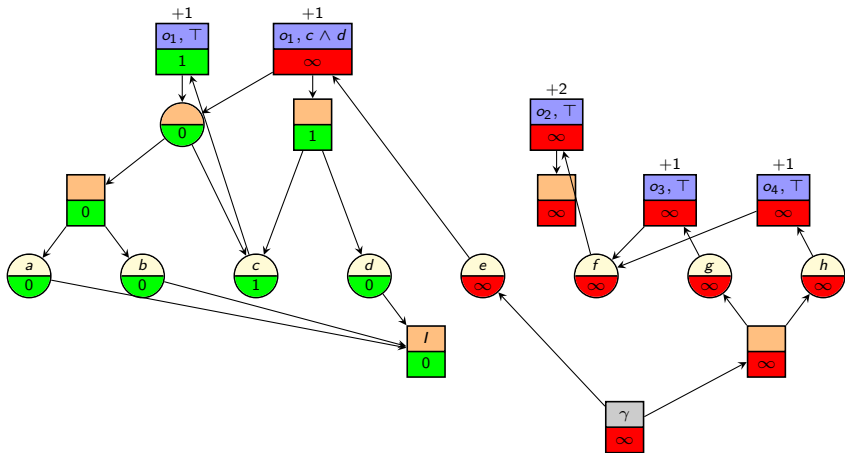 +1 +1
o₁, ⊤ o₁, c ∧ d
1 ∞
+2
o₂, ⊤
0 1 ∞
+1 +1
o₃, ⊤ o₄, ⊤
0 ∞ ∞ ∞
a b c d e f g h
0 0 1 0 ∞ ∞ ∞ ∞
I
0 ∞
γ
∞